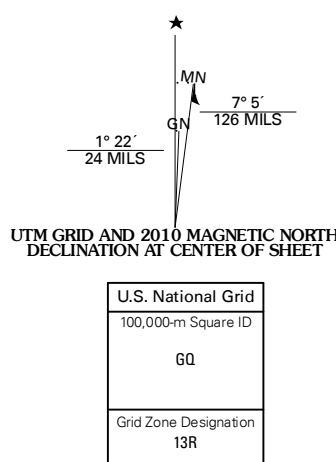 MN
7° 5´
126 MILS
GN
1° 22´
24 MILS
UTM GRID AND 2010 MAGNETIC NORTH
DECLINATION AT CENTER OF SHEET
U.S. National Grid
100,000-m Square ID
GQ
Grid Zone Designation
13R